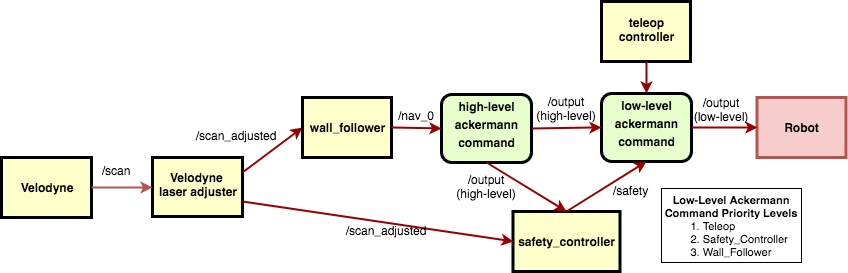 teleop
controller
/output
(high-level)
/output
(low-level)
high-level
ackermann
command
low-level
ackermann
command
/nav_0
wall_follower
Robot
/scan_adjusted
/scan
Velodyne
Velodyne
laser adjuster
/output
(high-level)
/safety
/scan_adjusted
safety_controller
Low-Level Ackermann
Command Priority Levels
1. Teleop
2. Safety_Controller
3. Wall_Follower